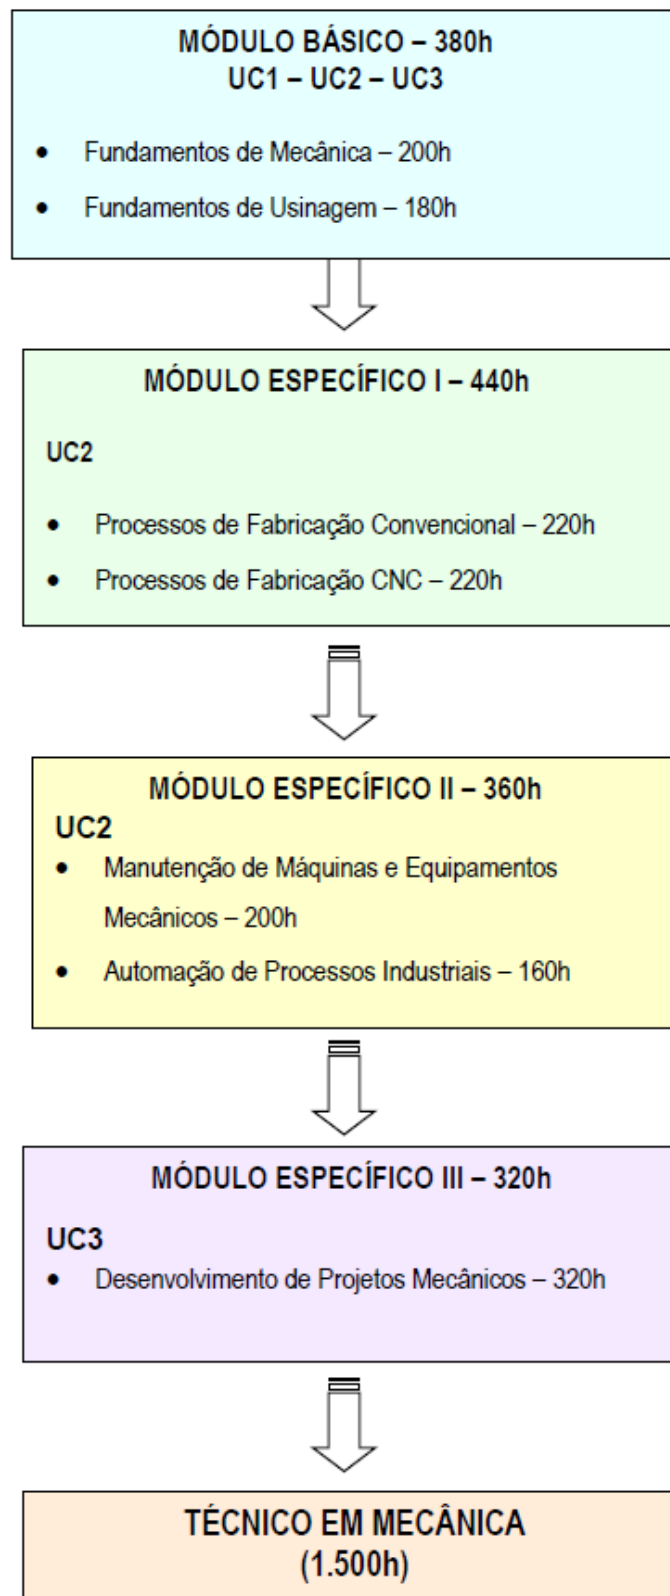 MÓDULO BÁSICO – 380h
UC1 – UC2 – UC3
• Fundamentos de Mecânica – 200h
• Fundamentos de Usinagem – 180h
MÓDULO ESPECÍFICO I – 440h
UC2
• Processos de Fabricação Convencional – 220h
• Processos de Fabricação CNC – 220h
MÓDULO ESPECÍFICO II – 360h
UC2
• Manutenção de Máquinas e Equipamentos
Mecânicos – 200h
• Automação de Processos Industriais – 160h
MÓDULO ESPECÍFICO III – 320h
UC3
• Desenvolvimento de Projetos Mecânicos – 320h
TÉCNICO EM MECÂNICA
(1.500h)